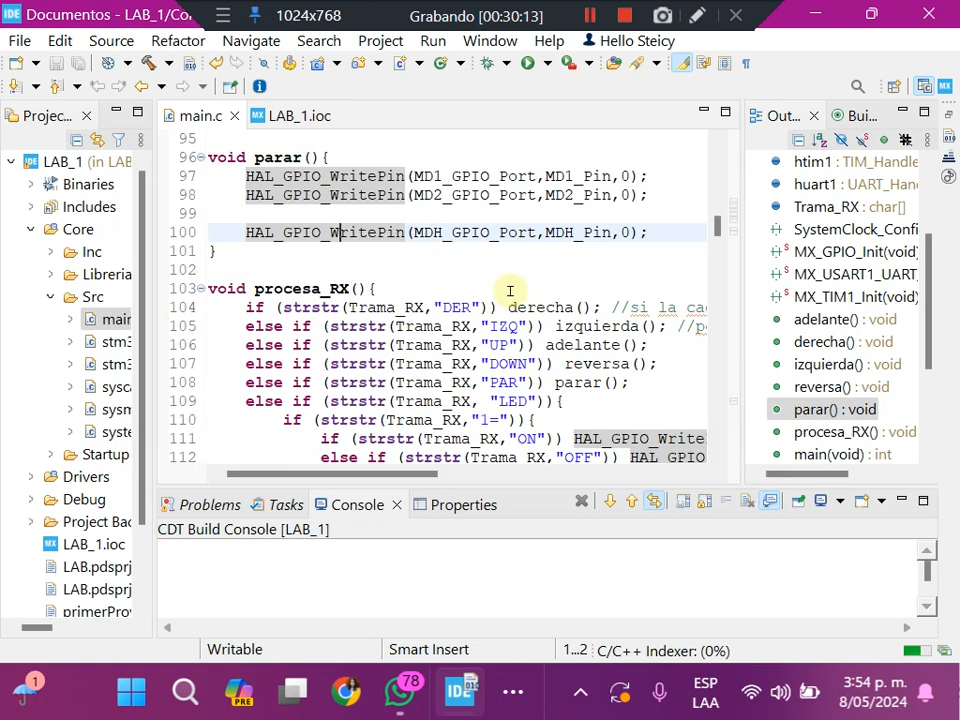 IDE Documentos - LAB_1/Co
1024x768
Grabando (00:30:13)
File Edit Source Refactor Navigate Search Project Run Window Help Hello Steicy
Projec...
main.c
LAB_1.ioc
Out...
Bui...
LAB_1 (in LAB
Binaries
Includes
Core
Inc
Libreria
Src
main
stm3
stm3
sysca
sysm
syste
Startup
Drivers
Debug
Project Bac
LAB_1.ioc
LAB.pdsprj
LAB.pdsprj
primerPro
95
96 void parar(){
97 HAL_GPIO_WritePin(MD1_GPIO_Port,MD1_Pin,0);
98 HAL_GPIO_WritePin(MD2_GPIO_Port,MD2_Pin,0);
99
100 HAL_GPIO_WritePin(MDH_GPIO_Port,MDH_Pin,0);
101 }
102
103 void procesa_RX(){
104 if (strstr(Trama_RX,"DER")) derecha(); //si la ca
105 else if (strstr(Trama_RX,"IZQ")) izquierda(); //p
106 else if (strstr(Trama_RX,"UP")) adelante();
107 else if (strstr(Trama_RX,"DOWN")) reversa();
108 else if (strstr(Trama_RX,"PAR")) parar();
109 else if (strstr(Trama_RX, "LED")){
110 if (strstr(Trama_RX,"1=")){
111 if (strstr(Trama_RX,"ON")) HAL_GPIO_Write
112 else if (strstr(Trama_RX,"OFF")) HAL_GPIO
htim1 : TIM_Handle
huart1 : UART_Han
Trama_RX : char[]
SystemClock_Confi
MX_GPIO_Init(void)
MX_USART1_UART_
MX_TIM1_Init(void)
adelante() : void
derecha() : void
izquierda() : void
reversa() : void
parar() : void
procesa_RX() : void
main(void) : int
Problems Tasks Console Properties
CDT Build Console [LAB_1]
Writable Smart Insert 1...2 C/C++ Indexer: (0%)
1
PRE
78
IDE
ESP
LAA
3:54 p. m.
8/05/2024